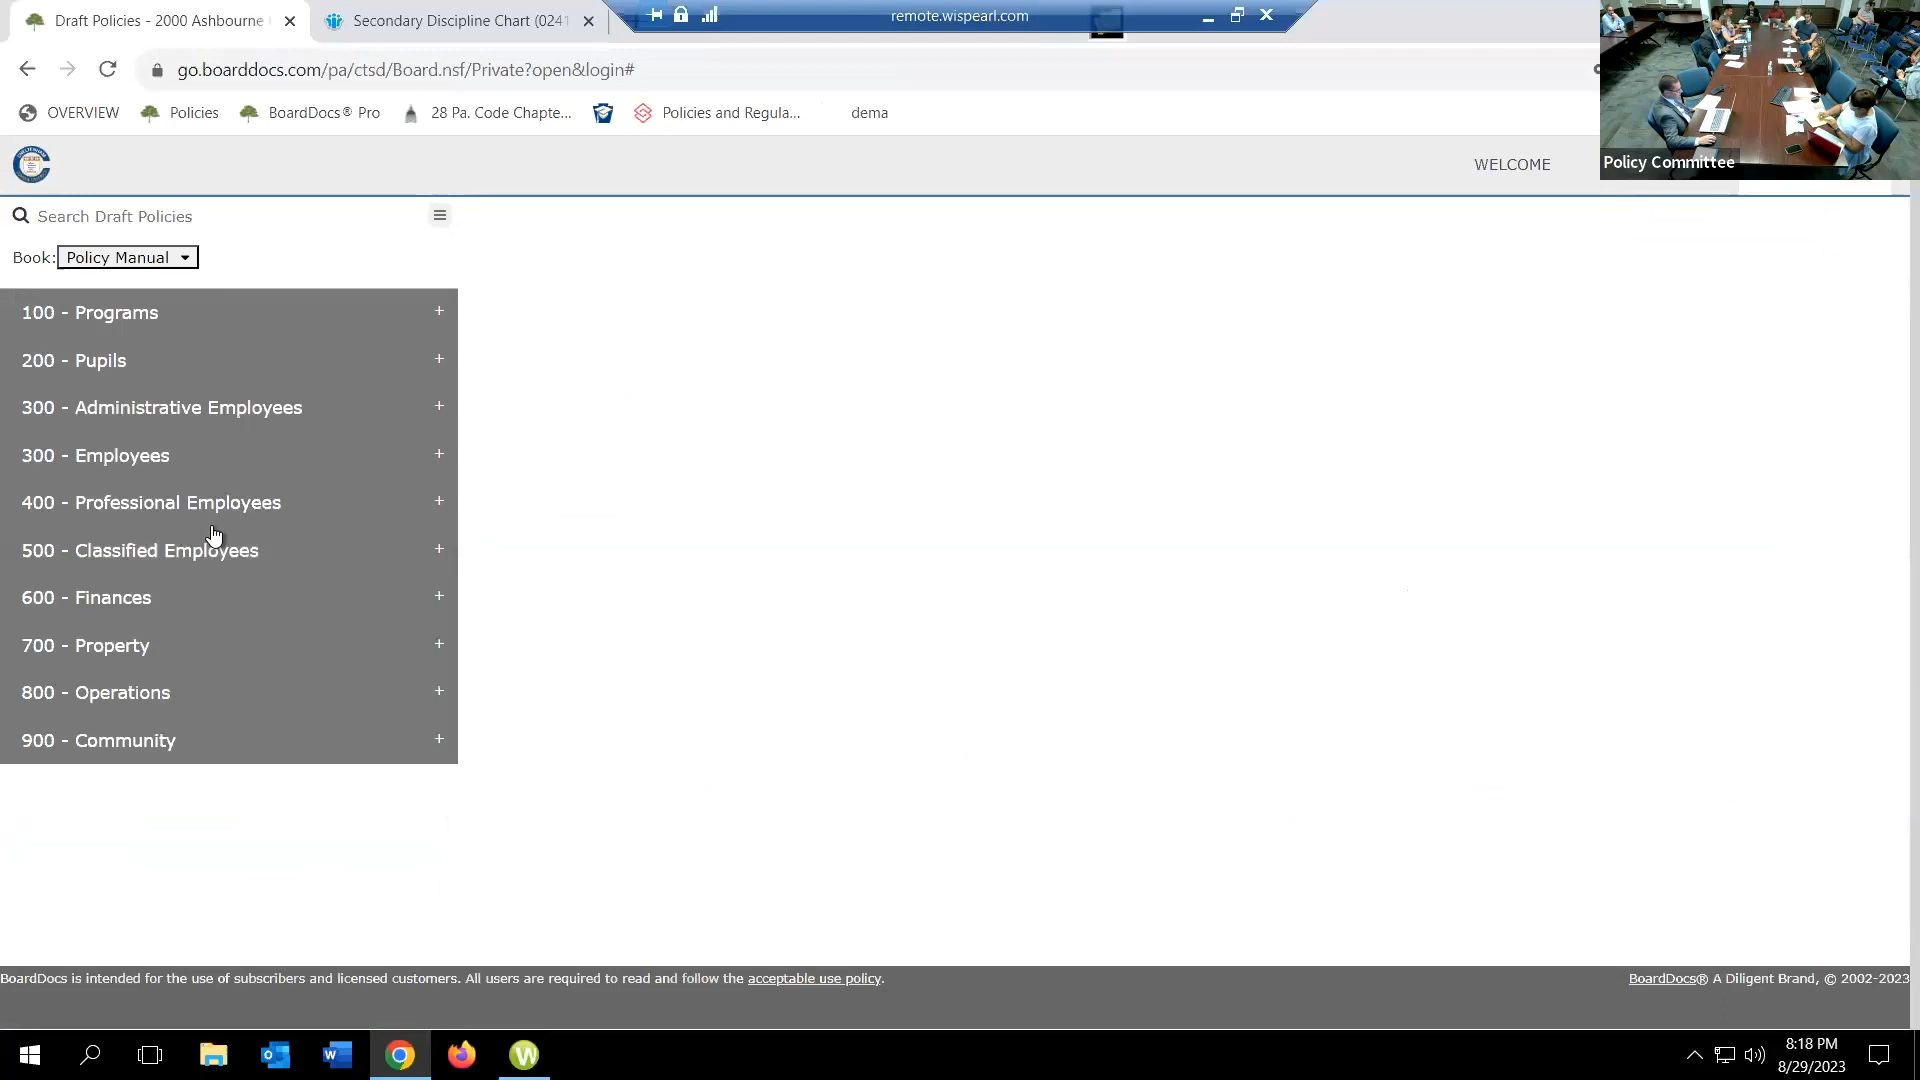 Draft Policies - 2000 Ashbourne
Secondary Discipline Chart (0241
remote.wispearl.com
go.boarddocs.com/pa/ctsd/Board.nsf/Private?open&login#
OVERVIEW
Policies
BoardDocs® Pro
28 Pa. Code Chapte...
Policies and Regula...
dema
Policy Committee
WELCOME
Search Draft Policies
Book: Policy Manual
100 - Programs +
200 - Pupils +
300 - Administrative Employees +
300 - Employees +
400 - Professional Employees +
500 - Classified Employees +
600 - Finances +
700 - Property +
800 - Operations +
900 - Community +
BoardDocs is intended for the use of subscribers and licensed customers. All users are required to read and follow the acceptable use policy.
BoardDocs® A Diligent Brand, © 2002-2023
8:18 PM
8/29/2023